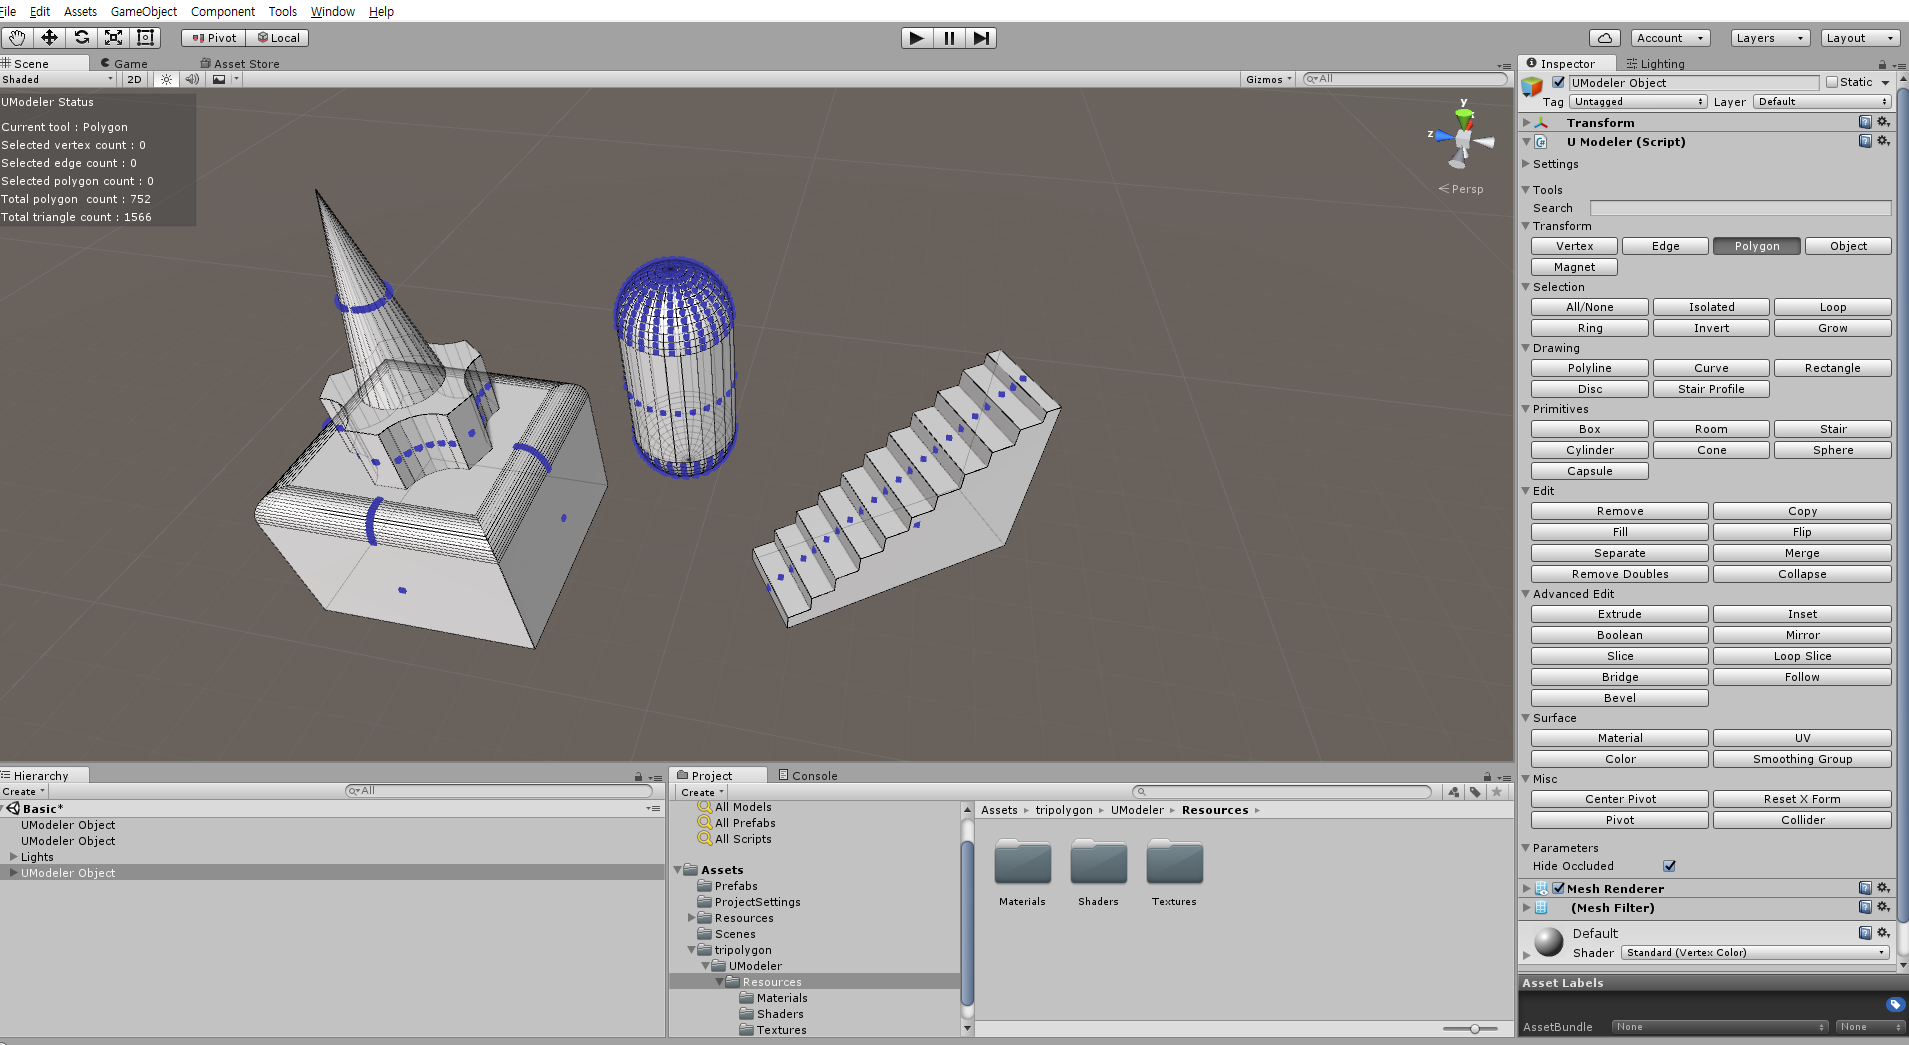 File Edit Assets GameObject Component Tools Window Help
Pivot Local Account Layers Layout
Scene Game Asset Store
Shaded 2D Gizmos All
UModeler Status
Current tool : Polygon
Selected vertex count : 0
Selected edge count : 0
Selected polygon count : 0
Total polygon count : 752
Total triangle count : 1566
y
z
Persp
Inspector Lighting
UModeler Object Static
Tag Untagged Layer Default
Transform
U Modeler (Script)
Settings
Tools
Search
Transform
Vertex Edge Polygon Object
Magnet
Selection
All/None Isolated Loop
Ring Invert Grow
Drawing
Polyline Curve Rectangle
Disc Stair Profile
Primitives
Box Room Stair
Cylinder Cone Sphere
Capsule
Edit
Remove Copy
Fill Flip
Separate Merge
Remove Doubles Collapse
Advanced Edit
Extrude Inset
Boolean Mirror
Slice Loop Slice
Bridge Follow
Bevel
Surface
Material UV
Color Smoothing Group
Misc
Center Pivot Reset X Form
Pivot Collider
Parameters
Hide Occluded
Mesh Renderer
(Mesh Filter)
Default
Shader Standard (Vertex Color)
Asset Labels
AssetBundle None None
Hierarchy
Create All
Basic*
UModeler Object
UModeler Object
Lights
UModeler Object
Project Console
Create
All Models
All Prefabs
All Scripts
Assets
Prefabs
ProjectSettings
Resources
Scenes
tripolygon
UModeler
Resources
Materials
Shaders
Textures
Assets tripolygon UModeler Resources
Materials Shaders Textures